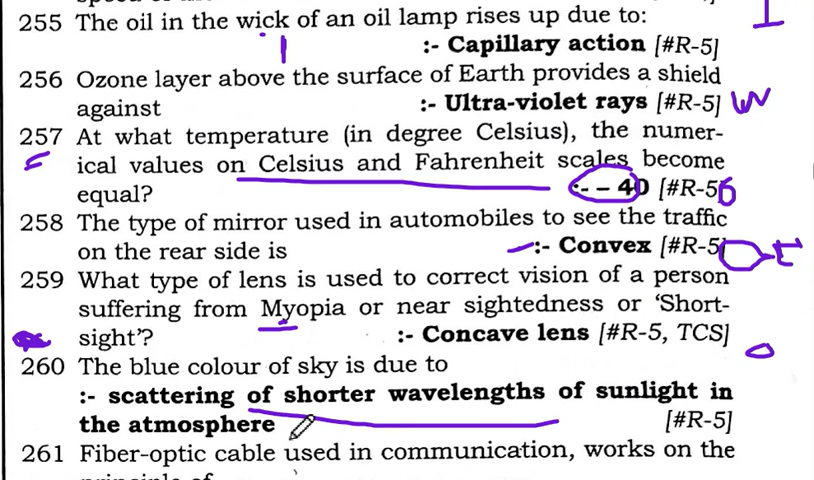 255 The oil in the wick of an oil lamp rises up due to:
:- Capillary action [#R-5]
256 Ozone layer above the surface of Earth provides a shield
against :- Ultra-violet rays [#R-5] UV
257 At what temperature (in degree Celsius), the numer-
ical values on Celsius and Fahrenheit scales become
equal? :- – 40 [#R-5
258 The type of mirror used in automobiles to see the traffic
on the rear side is :- Convex [#R-5
259 What type of lens is used to correct vision of a person
suffering from Myopia or near sightedness or ‘Short-
sight’? :- Concave lens [#R-5, TCS]
260 The blue colour of sky is due to
:- scattering of shorter wavelengths of sunlight in
the atmosphere [#R-5]
261 Fiber-optic cable used in communication, works on the
principle of